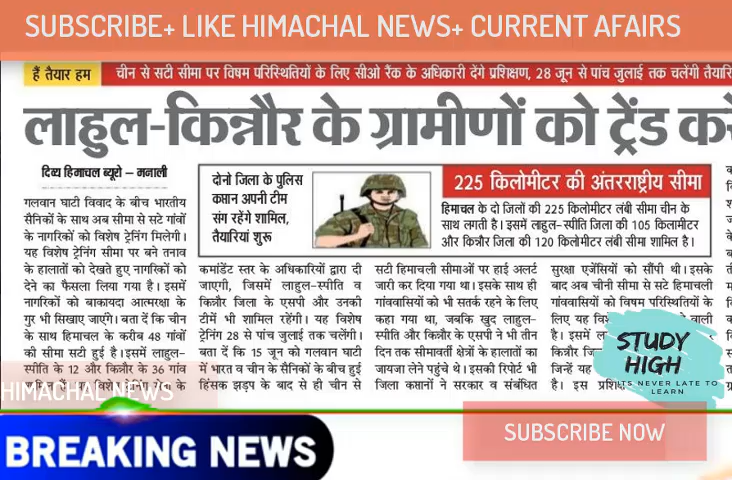 SUBSCRIBE+ LIKE HIMACHAL NEWS+ CURRENT AFAIRS
हैं तैयार हम
चीन से सटी सीमा पर विषम परिस्थितियों के लिए सीओ रैंक के अधिकारी देंगे प्रशिक्षण, 28 जून से पांच जुलाई तक चलेंगी
लाहुल-किन्नौर के ग्रामीणों को ट्रेंड
दिव्य हिमाचल ब्यूरो – मनाली
गलवान घाटी विवाद के बीच भारतीय
सैनिकों के साथ अब सीमा से सटे गांवों
के नागरिकों को विशेष ट्रेनिंग मिलेगी।
यह विशेष ट्रेनिंग सीमा पर बने तनाव
के हालातों को देखते हुए नागरिकों को
देने का फैसला लिया गया है। इसमें
नागरिकों को बाकायदा आत्मरक्षा के
गुर भी सिखाए जाएंगे। बता दें कि चीन
के साथ हिमाचल के करीब 48 गांवों
की सीमा सटी हुई है। इसमें लाहुल-
स्पीति के 12 और किन्नौर के 36 गांव
विशेष
के
दोनो जिला के पुलिस
कप्तान अपनी टीम
संग रहेंगे शामिल,
तैयारियां शुरू
225 किलोमीटर की अंतरराष्ट्रीय सीमा
हिमाचल के दो जिलों की 225 किलोमीटर लंबी सीमा चीन के
साथ लगती है। इसमें लाहुल- स्पीति जिला की 105 किलामीटर
और किन्नौर जिला की 120 किलोमीटर लंबी सीमा शामिल है।
कमांडेंट स्तर के अधिकारियों द्वारा दी
जाएगी, जिसमें लाहुल-स्पीति व
किन्नौर जिला के एसपी और उनकी
टीमें भी शामिल रहेंगी। यह विशेष
ट्रेनिंग 28 से पांच जुलाई तक चलेंगी।
बता दें कि 15 जून को गलवान घाटी
में भारत व चीन के सैनिकों के बीच हुई
हिंसक झड़प के बाद से ही चीन से
सटी हिमाचली सीमाओं पर हाई अलर्ट
जारी कर दिया गया था। इसके साथ ही
गांववासियों को भी सतर्क रहने के लिए
कहा गया था, जबकि खुद लाहुल-
स्पीति और किन्नौर के एसपी ने भी तीन
दिन तक सीमावर्ती क्षेत्रों के हालातों का
जायजा लेने पहुंचे थे। इसकी रिपोर्ट भी
जिला कप्तानों ने सरकार व संबंधित
सुरक्षा एजेंसियों को सौंपी थी। इसके
बाद अब चीनी सीमा से सटे हिमाचली
गांववासियों को विषम परिस्थितियों के
लिए यह
वाली
है। इसमें
किन्नौर
जिन्हें यह
है। इस
STUDY
HIGH
ITS NEVER LATE TO
LEARN
HIMACHAL NEWS
SUBSCRIBE NOW
BREAKING NEWS